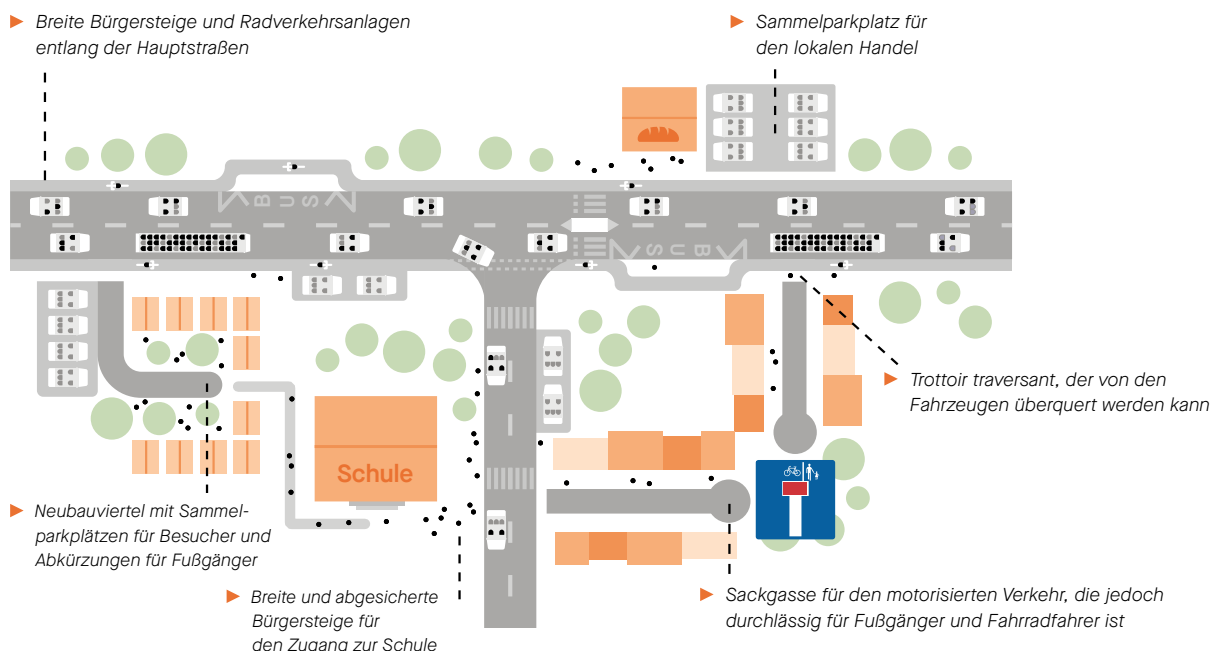 Breite Bürgersteige und Radverkehrsanlagen
entlang der Hauptstraßen
Sammelparkplatz für
den lokalen Handel
BUS
BUS
Trottoir traversant, der von den
Fahrzeugen überquert werden kann
Schule
Neubauviertel mit Sammel-
parkplätzen für Besucher und
Abkürzungen für Fußgänger
Breite und abgesicherte
Bürgersteige für
den Zugang zur Schule
Sackgasse für den motorisierten Verkehr, die jedoch
durchlässig für Fußgänger und Fahrradfahrer ist